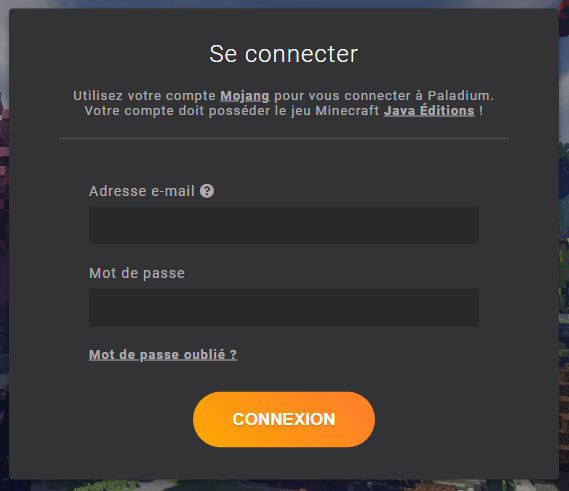 Se connecter
Utilisez votre compte Mojang pour vous connecter à Paladium.
Votre compte doit posséder le jeu Minecraft Java Éditions !
Adresse e-mail ?
Mot de passe
Mot de passe oublié ?
CONNEXION